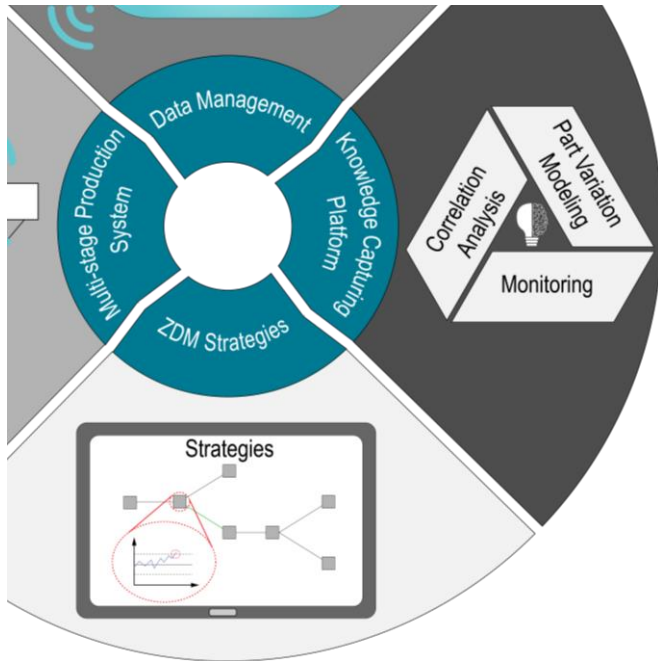 Data Management
Multi-stage Production
System
Knowledge Capturing
Platform
ZDM Strategies
Correlation
Analysis
Part Variation
Modeling
Monitoring
Strategies